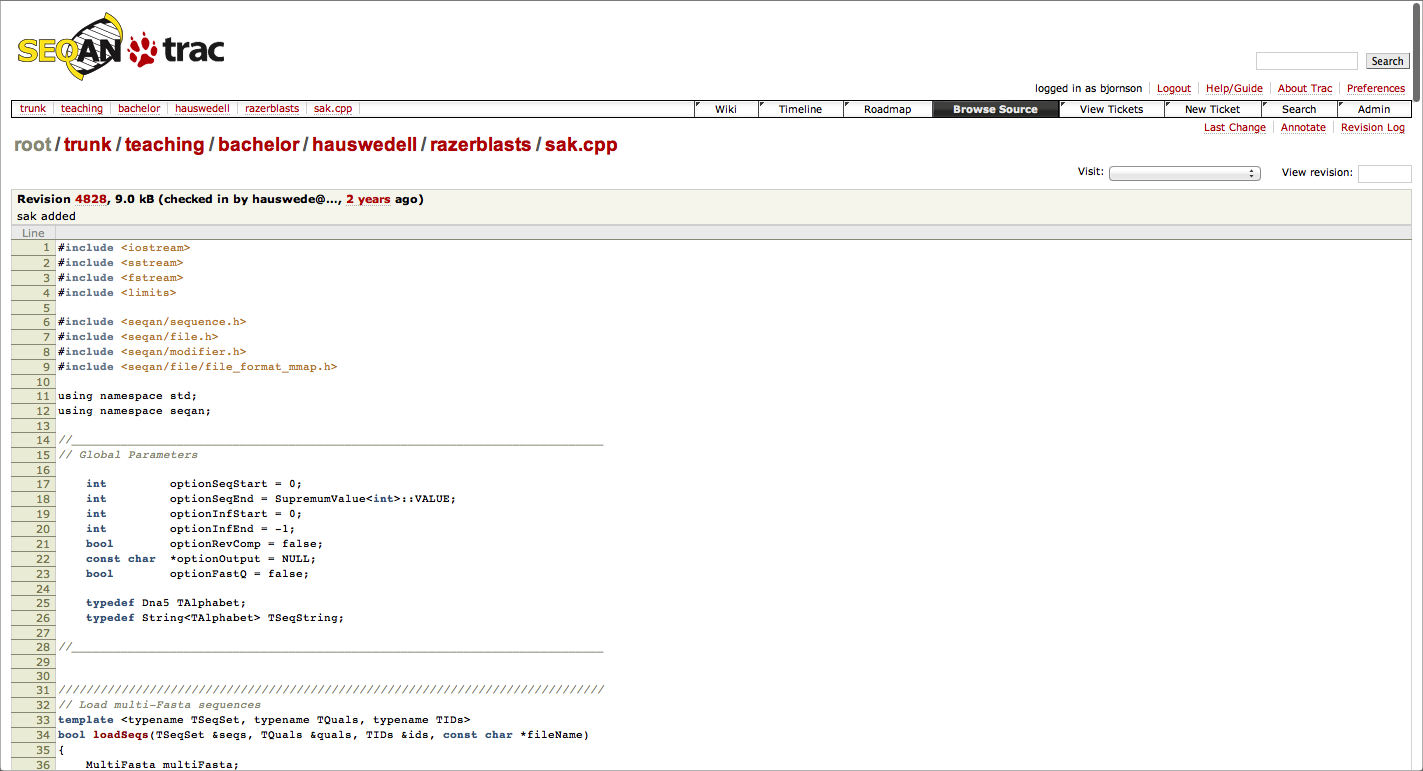 SEQAN trac
Search
logged in as bjornson Logout Help/Guide About Trac Preferences
trunk teaching bachelor hauswedell razerblasts sak.cpp Wiki Timeline Roadmap Browse Source View Tickets New Ticket Search Admin
Last Change Annotate Revision Log
root / trunk / teaching / bachelor / hauswedell / razerblasts / sak.cpp
Visit: View revision:
Revision 4828, 9.0 kB (checked in by hauswede@..., 2 years ago)
sak added
Line
1 #include <iostream>
2 #include <sstream>
3 #include <fstream>
4 #include <limits>
5
6 #include <seqan/sequence.h>
7 #include <seqan/file.h>
8 #include <seqan/modifier.h>
9 #include <seqan/file/file_format_mmap.h>
10
11 using namespace std;
12 using namespace seqan;
13
14 //____________________________________________________________________________
15 // Global Parameters
16
17 int optionSeqStart = 0;
18 int optionSeqEnd = SupremumValue<int>::VALUE;
19 int optionInfStart = 0;
20 int optionInfEnd = -1;
21 bool optionRevComp = false;
22 const char *optionOutput = NULL;
23 bool optionFastQ = false;
24
25 typedef Dna5 TAlphabet;
26 typedef String<TAlphabet> TSeqString;
27
28 //____________________________________________________________________________
29
30
31 //////////////////////////////////////////////////////////////////////////////
32 // Load multi-Fasta sequences
33 template <typename TSeqSet, typename TQuals, typename TIDs>
34 bool loadSeqs(TSeqSet &seqs, TQuals &quals, TIDs &ids, const char *fileName)
35 {
36 MultiFasta multiFasta;